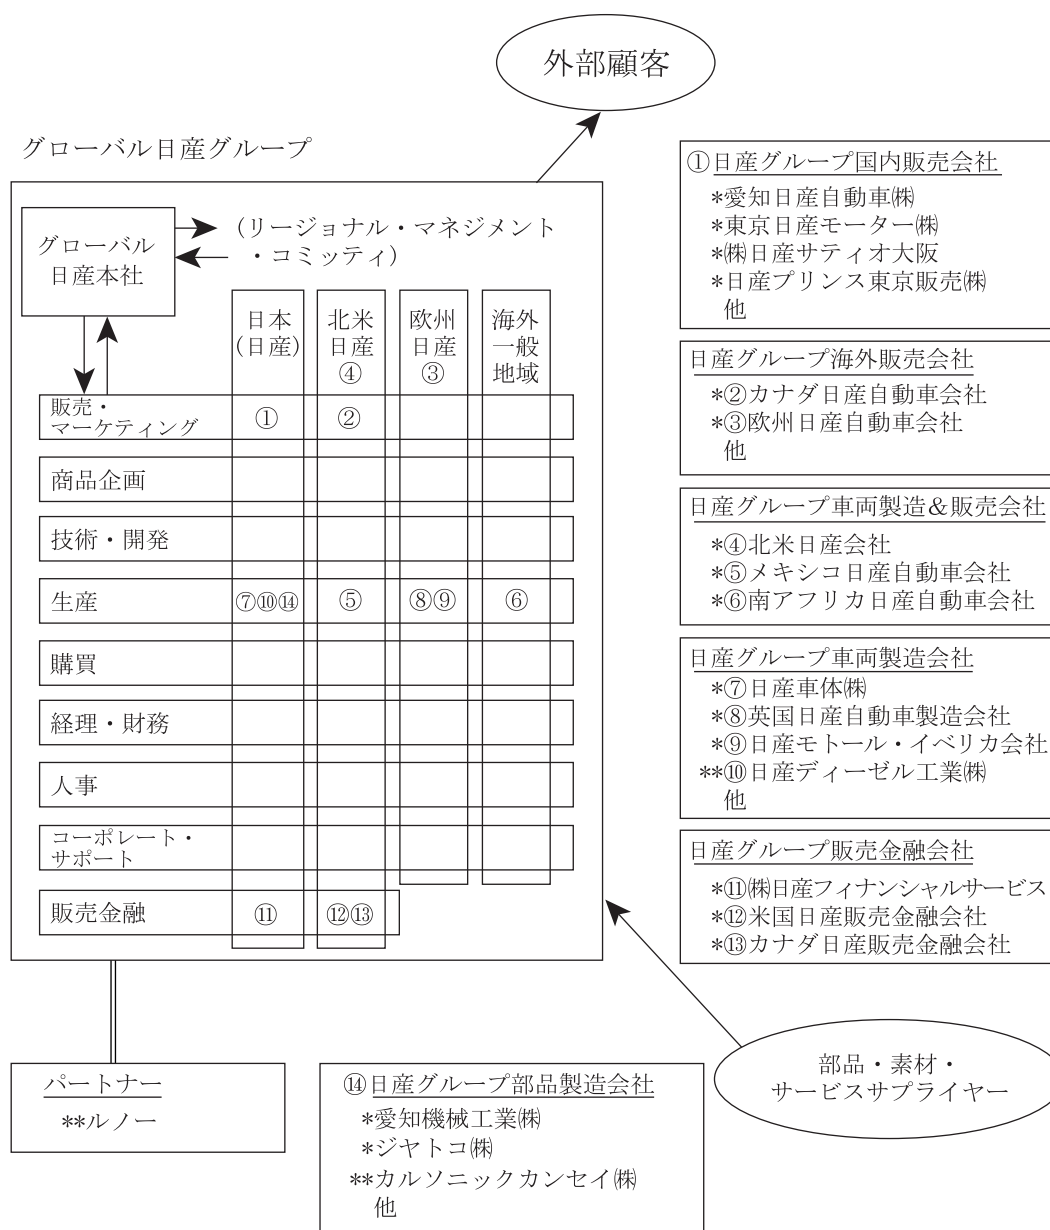 外部顧客
グローバル日産グループ
グローバル
日産本社
(リージョナル・マネジメント
・コミッティ)
日本
(日産)
北米
日産
④
欧州
日産
③
海外
一般
地域
販売・
マーケティング
① ②
商品企画
技術・開発
生産 ⑦⑩⑭ ⑤ ⑧⑨ ⑥
購買
経理・財務
人事
コーポレート・
サポート
販売金融 ⑪ ⑫⑬
①日産グループ国内販売会社
*愛知日産自動車㈱
*東京日産モーター㈱
*㈱日産サティオ大阪
*日産プリンス東京販売㈱
他
日産グループ海外販売会社
*②カナダ日産自動車会社
*③欧州日産自動車会社
他
日産グループ車両製造&販売会社
*④北米日産会社
*⑤メキシコ日産自動車会社
*⑥南アフリカ日産自動車会社
日産グループ車両製造会社
*⑦日産車体㈱
*⑧英国日産自動車製造会社
*⑨日産モトール・イベリカ会社
**⑩日産ディーゼル工業㈱
他
日産グループ販売金融会社
*⑪㈱日産フィナンシャルサービス
*⑫米国日産販売金融会社
*⑬カナダ日産販売金融会社
部品・素材・
サービスサプライヤー
パートナー
**ルノー
⑭日産グループ部品製造会社
*愛知機械工業㈱
*ジヤトコ㈱
**カルソニックカンセイ㈱
他